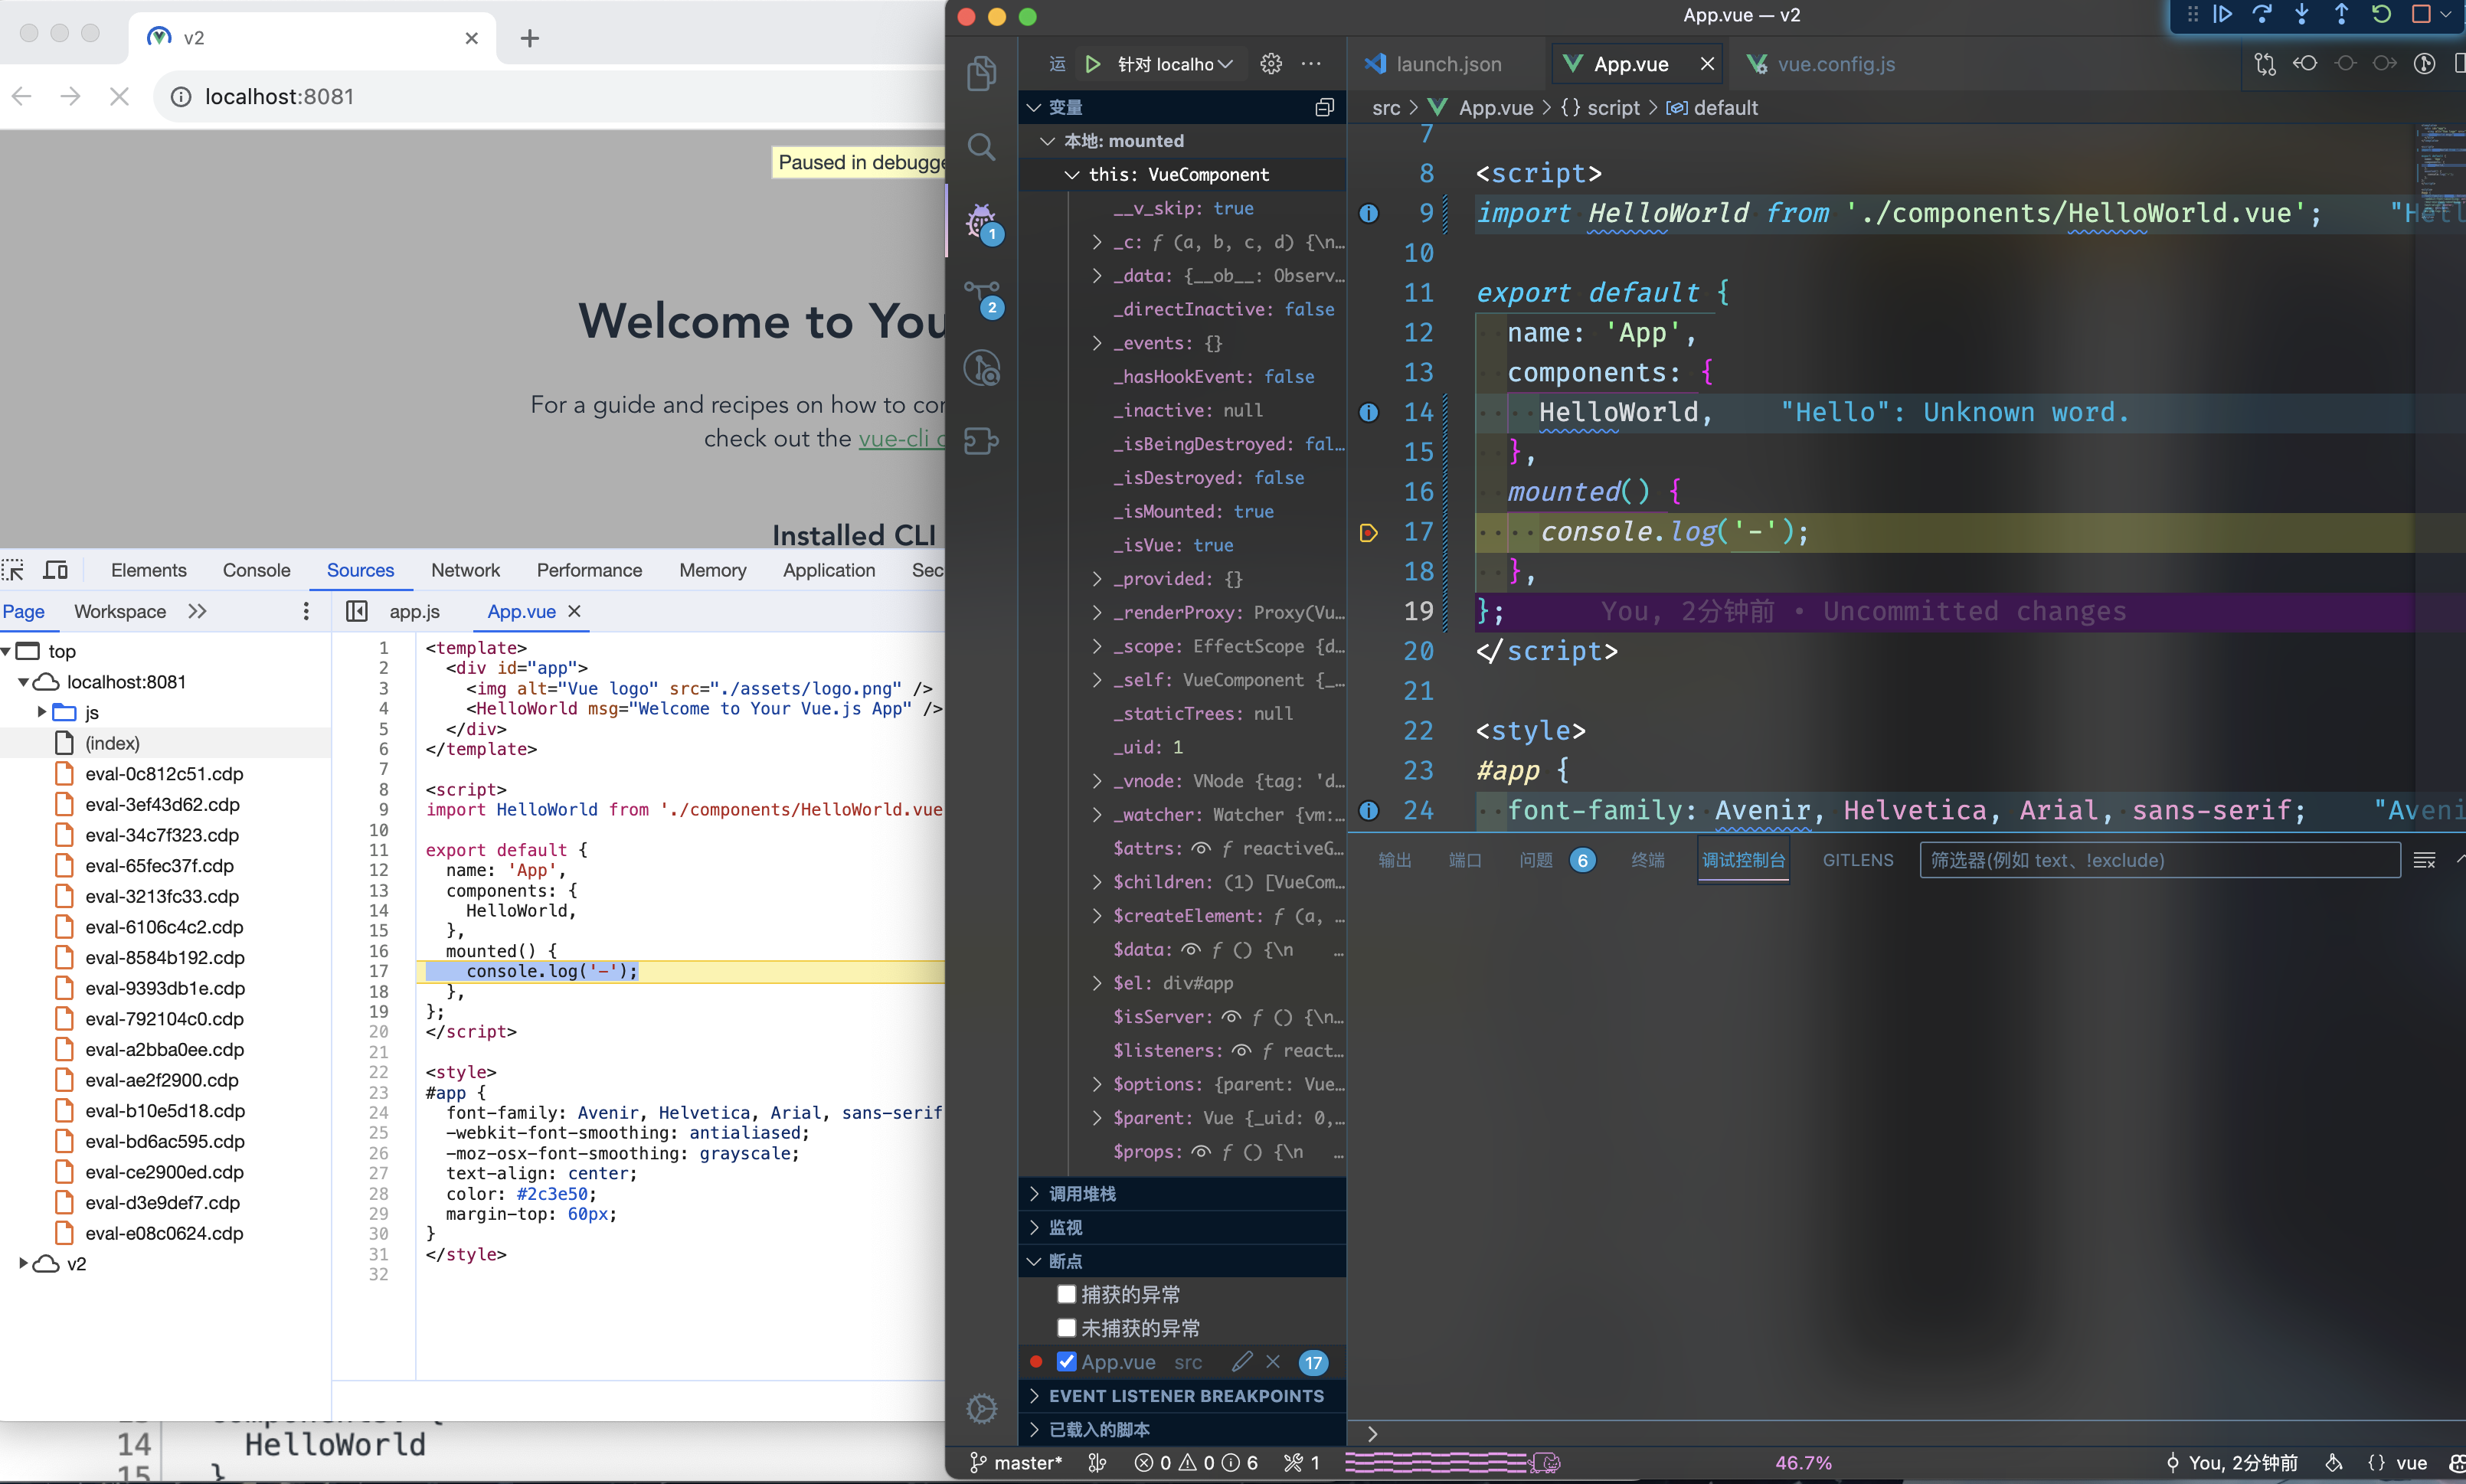 v2
localhost:8081
Paused in debugge
Welcome to You
For a guide and recipes on how to cor
check out the vue-cli c
Installed CLI
Elements Console Sources Network Performance Memory Application Sec
Page Workspace
app.js App.vue
top
localhost:8081
js
(index)
eval-0c812c51.cdp
eval-3ef43d62.cdp
eval-34c7f323.cdp
eval-65fec37f.cdp
eval-3213fc33.cdp
eval-6106c4c2.cdp
eval-8584b192.cdp
eval-9393db1e.cdp
eval-792104c0.cdp
eval-a2bba0ee.cdp
eval-ae2f2900.cdp
eval-b10e5d18.cdp
eval-bd6ac595.cdp
eval-ce2900ed.cdp
eval-d3e9def7.cdp
eval-e08c0624.cdp
v2
1 <template>
2 <div id="app">
3 <img alt="Vue logo" src="./assets/logo.png" />
4 <HelloWorld msg="Welcome to Your Vue.js App" />
5 </div>
6 </template>
7
8 <script>
9 import HelloWorld from './components/HelloWorld.vue
10
11 export default {
12 name: 'App',
13 components: {
14 HelloWorld,
15 },
16 mounted() {
17 console.log('-');
18 },
19 };
20 </script>
21
22 <style>
23 #app {
24 font-family: Avenir, Helvetica, Arial, sans-serif
25 -webkit-font-smoothing: antialiased;
26 -moz-osx-font-smoothing: grayscale;
27 text-align: center;
28 color: #2c3e50;
29 margin-top: 60px;
30 }
31 </style>
32
14 HelloWorld
15 }
App.vue — v2
运 针对 localho
1
2
变量
本地: mounted
this: VueComponent
__v_skip: true
_c: ƒ (a, b, c, d) {\n…
_data: {__ob__: Observ…
_directInactive: false
_events: {}
_hasHookEvent: false
_inactive: null
_isBeingDestroyed: fal…
_isDestroyed: false
_isMounted: true
_isVue: true
_provided: {}
_renderProxy: Proxy(Vu…
_scope: EffectScope {d…
_self: VueComponent {_…
_staticTrees: null
_uid: 1
_vnode: VNode {tag: 'd…
_watcher: Watcher {vm:…
$attrs: ƒ reactiveG…
$children: (1) [VueCom…
$createElement: ƒ (a, …
$data: ƒ () {\n …
$el: div#app
$isServer: ƒ () {\n…
$listeners: ƒ react…
$options: {parent: Vue…
$parent: Vue {_uid: 0,…
$props: ƒ () {\n …
调用堆栈
监视
断点
捕获的异常
未捕获的异常
App.vue src 17
EVENT LISTENER BREAKPOINTS
已载入的脚本
launch.json App.vue vue.config.js
src > App.vue > {} script > default
7
8 <script>
9 import HelloWorld from './components/HelloWorld.vue'; "Hell
10
11 export default {
12 name: 'App',
13 components: {
14 HelloWorld, "Hello": Unknown word.
15 },
16 mounted() {
17 console.log('-');
18 },
19 }; You, 2分钟前 • Uncommitted changes
20 </script>
21
22 <style>
23 #app {
24 font-family: Avenir, Helvetica, Arial, sans-serif; "Aveni
输出 端口 问题 6 终端 调试控制台 GITLENS 筛选器(例如 text、!exclude)
master* 0 0 6 1 46.7% You, 2分钟前 {} vue